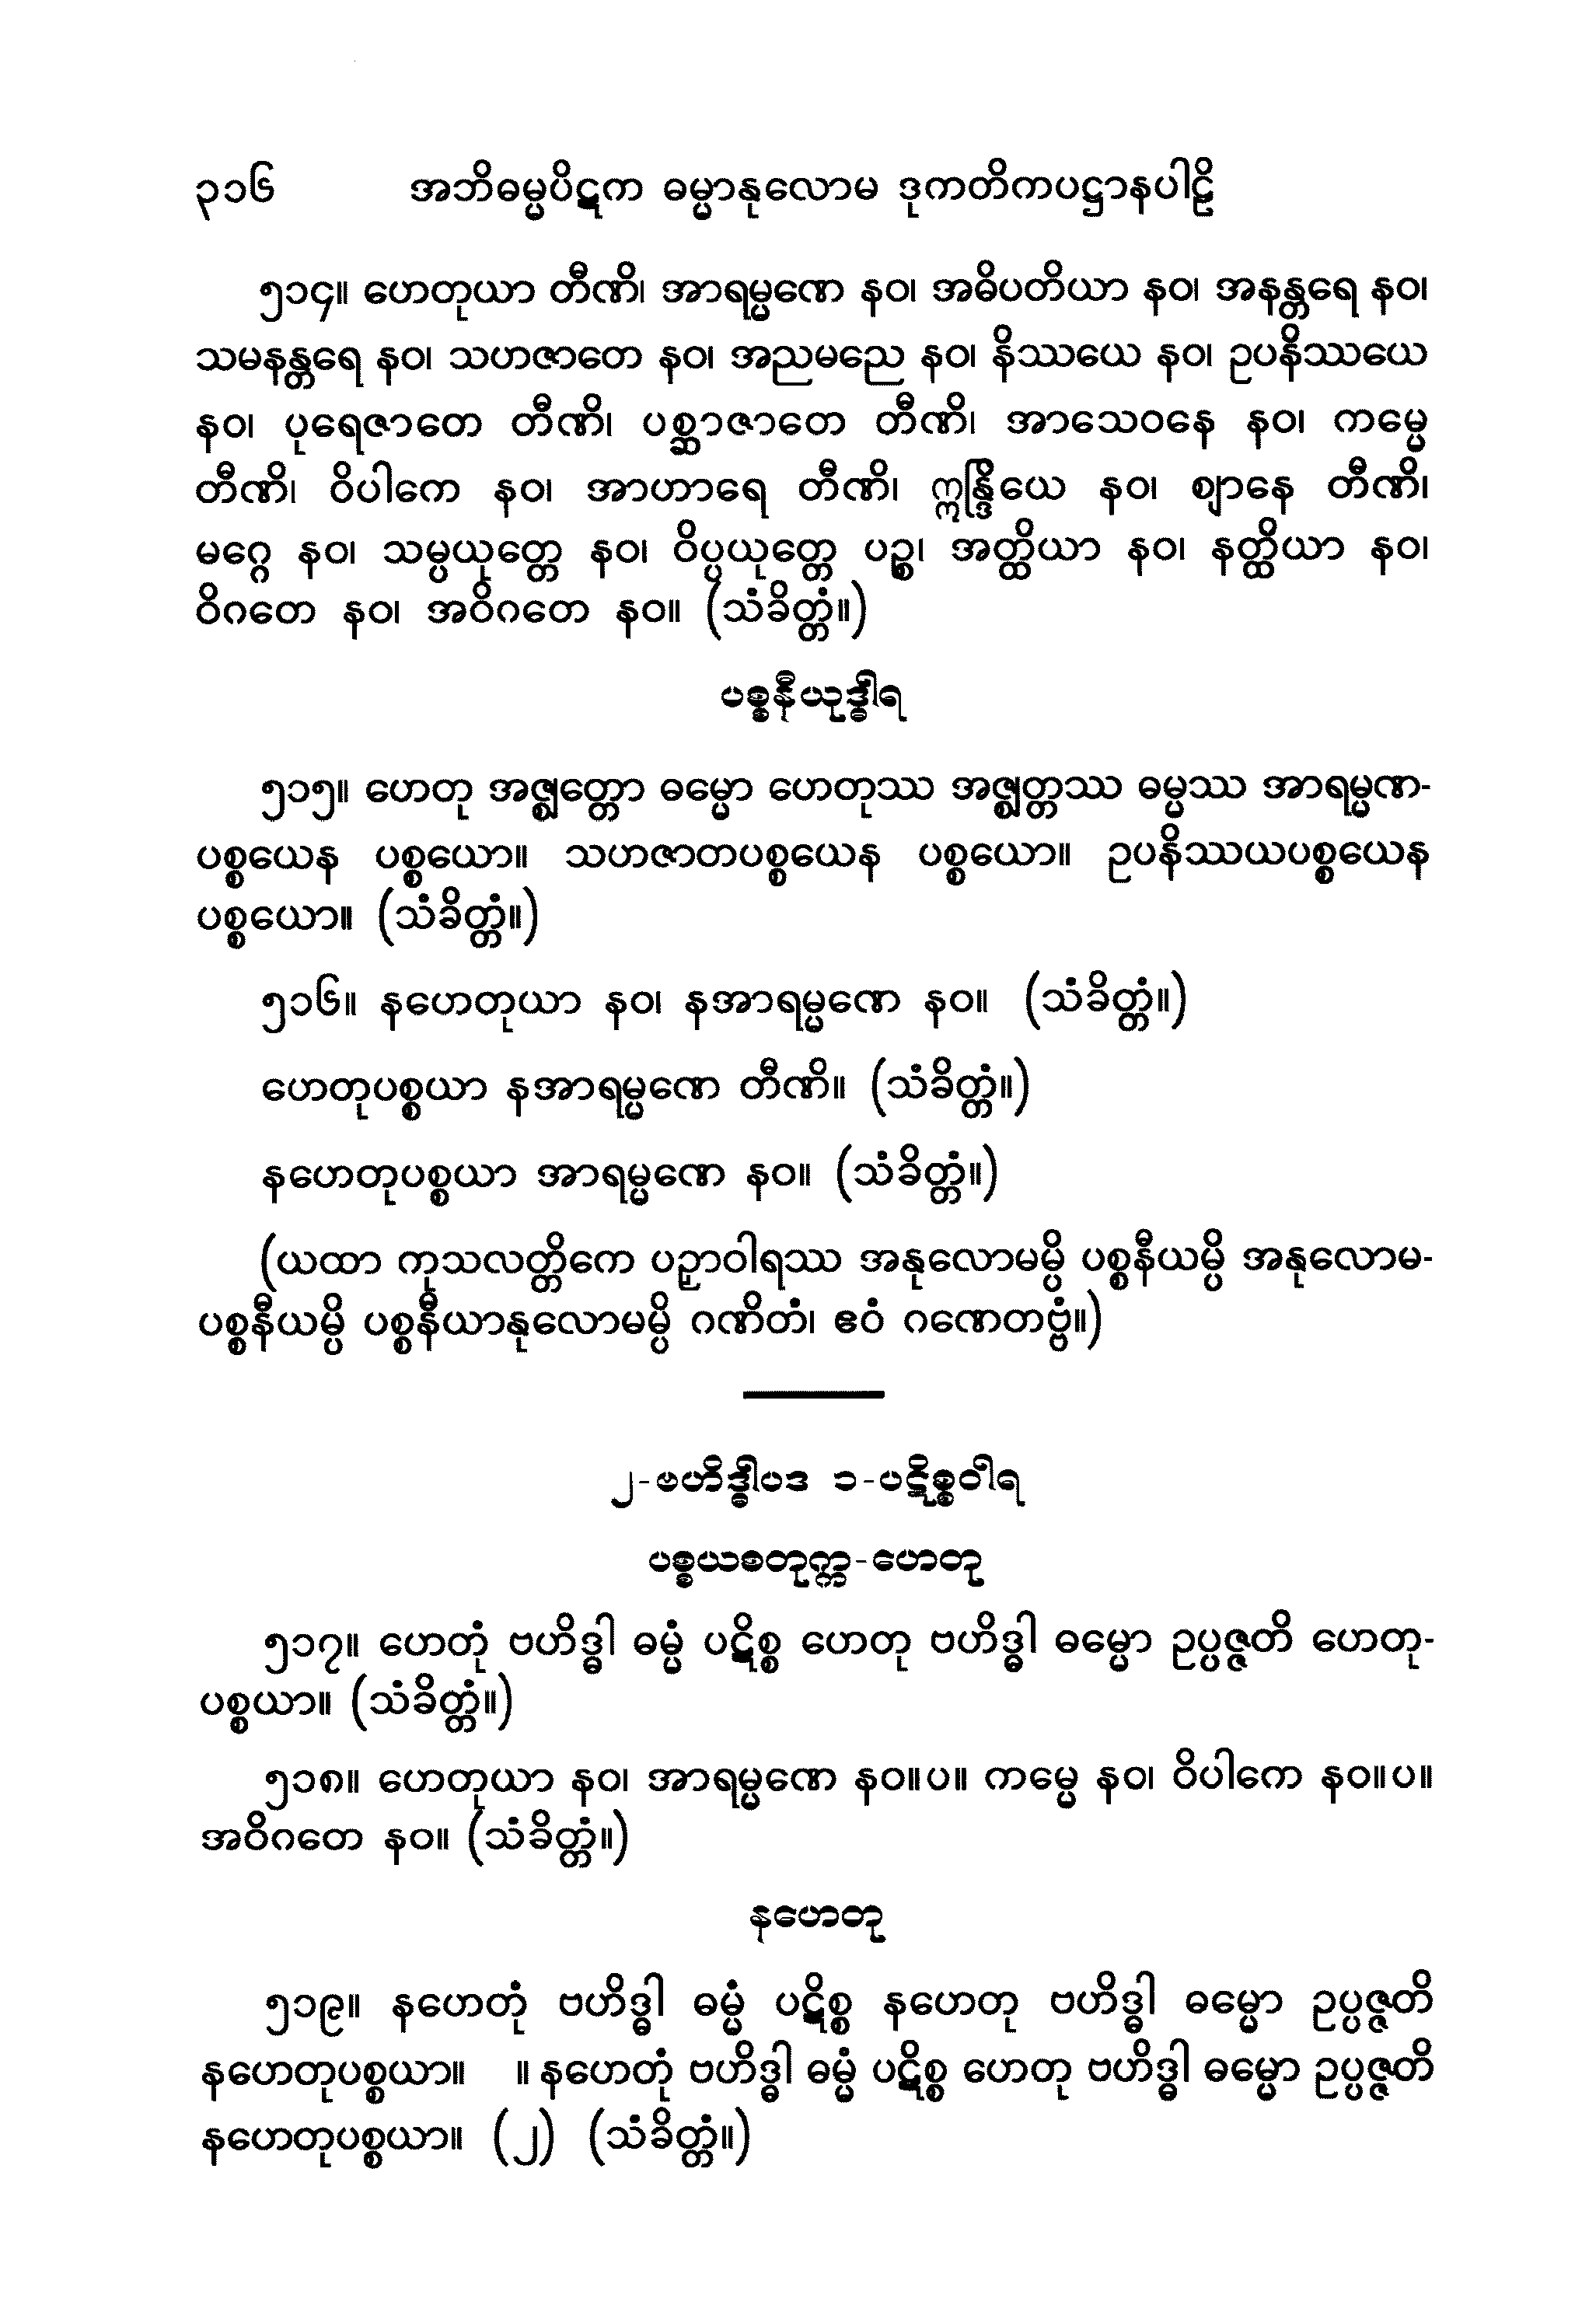 ၃၁၆ အဘိဓမ္မပိဋက ဓမ္မာနုလောမ ဒုကတိကပဋ္ဌာနပါဠိ
၅၁၄။ ဟေတုယာ တီဏိ၊ အာရမ္မဏေ နဝ၊ အဓိပတိယာ နဝ၊ အနန္တရေ နဝ၊
သမနန္တရေ နဝ၊ သဟဇာတေ နဝ၊ အညမညေ နဝ၊ နိဿယေ နဝ၊ ဥပနိဿယေ
နဝ၊ ပုရေဇာတေ တီဏိ၊ ပစ္ဆာဇာတေ တီဏိ၊ အာသေဝနေ နဝ၊ ကမ္မေ
တီဏိ၊ ဝိပါကေ နဝ၊ အာဟာရေ တီဏိ၊ ဣန္ဒြိယေ နဝ၊ ဈာနေ တီဏိ၊
မဂ္ဂေ နဝ၊ သမ္ပယုတ္တေ နဝ၊ ဝိပ္ပယုတ္တေ ပဉ္စ၊ အတ္ထိယာ နဝ၊ နတ္ထိယာ နဝ၊
ဝိဂတေ နဝ၊ အဝိဂတေ နဝ။ (သံခိတ္တံ။)
ပစ္စနီယုဒ္ဓါရ
၅၁၅။ ဟေတု အဇ္ဈတ္တော ဓမ္မော ဟေတုဿ အဇ္ဈတ္တဿ ဓမ္မဿ အာရမ္မဏ-
ပစ္စယေန ပစ္စယော။ သဟဇာတပစ္စယေန ပစ္စယော။ ဥပနိဿယပစ္စယေန
ပစ္စယော။ (သံခိတ္တံ။)
၅၁၆။ နဟေတုယာ နဝ၊ နအာရမ္မဏေ နဝ။ (သံခိတ္တံ။)
ဟေတုပစ္စယာ နအာရမ္မဏေ တီဏိ။ (သံခိတ္တံ။)
နဟေတုပစ္စယာ အာရမ္မဏေ နဝ။ (သံခိတ္တံ။)
(ယထာ ကုသလတ္တိကေ ပဉှာဝါရဿ အနုလောမမ္ပိ ပစ္စနီယမ္ပိ အနုလောမ-
ပစ္စနီယမ္ပိ ပစ္စနီယာနုလောမမ္ပိ ဂဏိတံ၊ ဧဝံ ဂဏေတဗ္ဗံ။)
၂-ဗဟိဒ္ဓါပဒ ၁-ပဋိစ္စဝါရ
ပစ္စယစတုက္က-ဟေတု
၅၁၇။ ဟေတုံ ဗဟိဒ္ဓါ ဓမ္မံ ပဋိစ္စ ဟေတု ဗဟိဒ္ဓါ ဓမ္မော ဥပ္ပဇ္ဇတိ ဟေတု-
ပစ္စယာ။ (သံခိတ္တံ။)
၅၁၈။ ဟေတုယာ နဝ၊ အာရမ္မဏေ နဝ။ပ။ ကမ္မေ နဝ၊ ဝိပါကေ နဝ။ပ။
အဝိဂတေ နဝ။ (သံခိတ္တံ။)
နဟေတု
၅၁၉။ နဟေတုံ ဗဟိဒ္ဓါ ဓမ္မံ ပဋိစ္စ နဟေတု ဗဟိဒ္ဓါ ဓမ္မော ဥပ္ပဇ္ဇတိ
နဟေတုပစ္စယာ။ ။ နဟေတုံ ဗဟိဒ္ဓါ ဓမ္မံ ပဋိစ္စ ဟေတု ဗဟိဒ္ဓါ ဓမ္မော ဥပ္ပဇ္ဇတိ
နဟေတုပစ္စယာ။ (၂) (သံခိတ္တံ။)